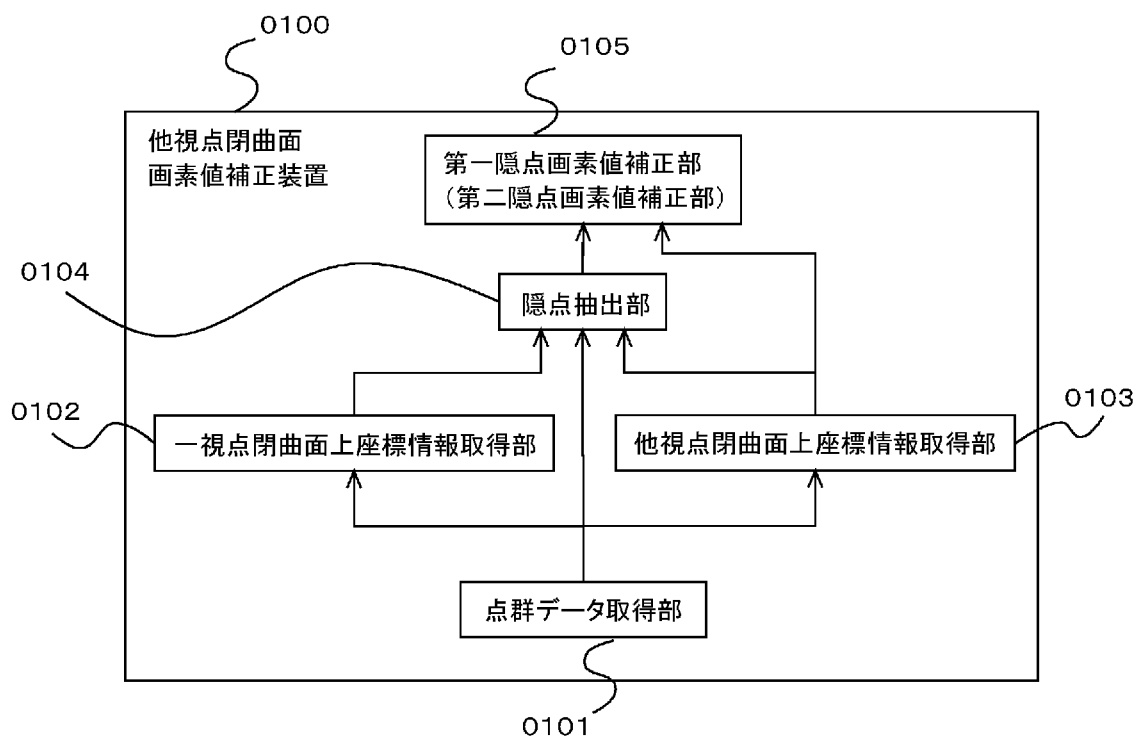 0100
0105
他視点閉曲面
画素値補正装置
第一隠点画素値補正部
(第二隠点画素値補正部)
0104
隠点抽出部
0102
0103
一視点閉曲面上座標情報取得部
他視点閉曲面上座標情報取得部
点群データ取得部
0101